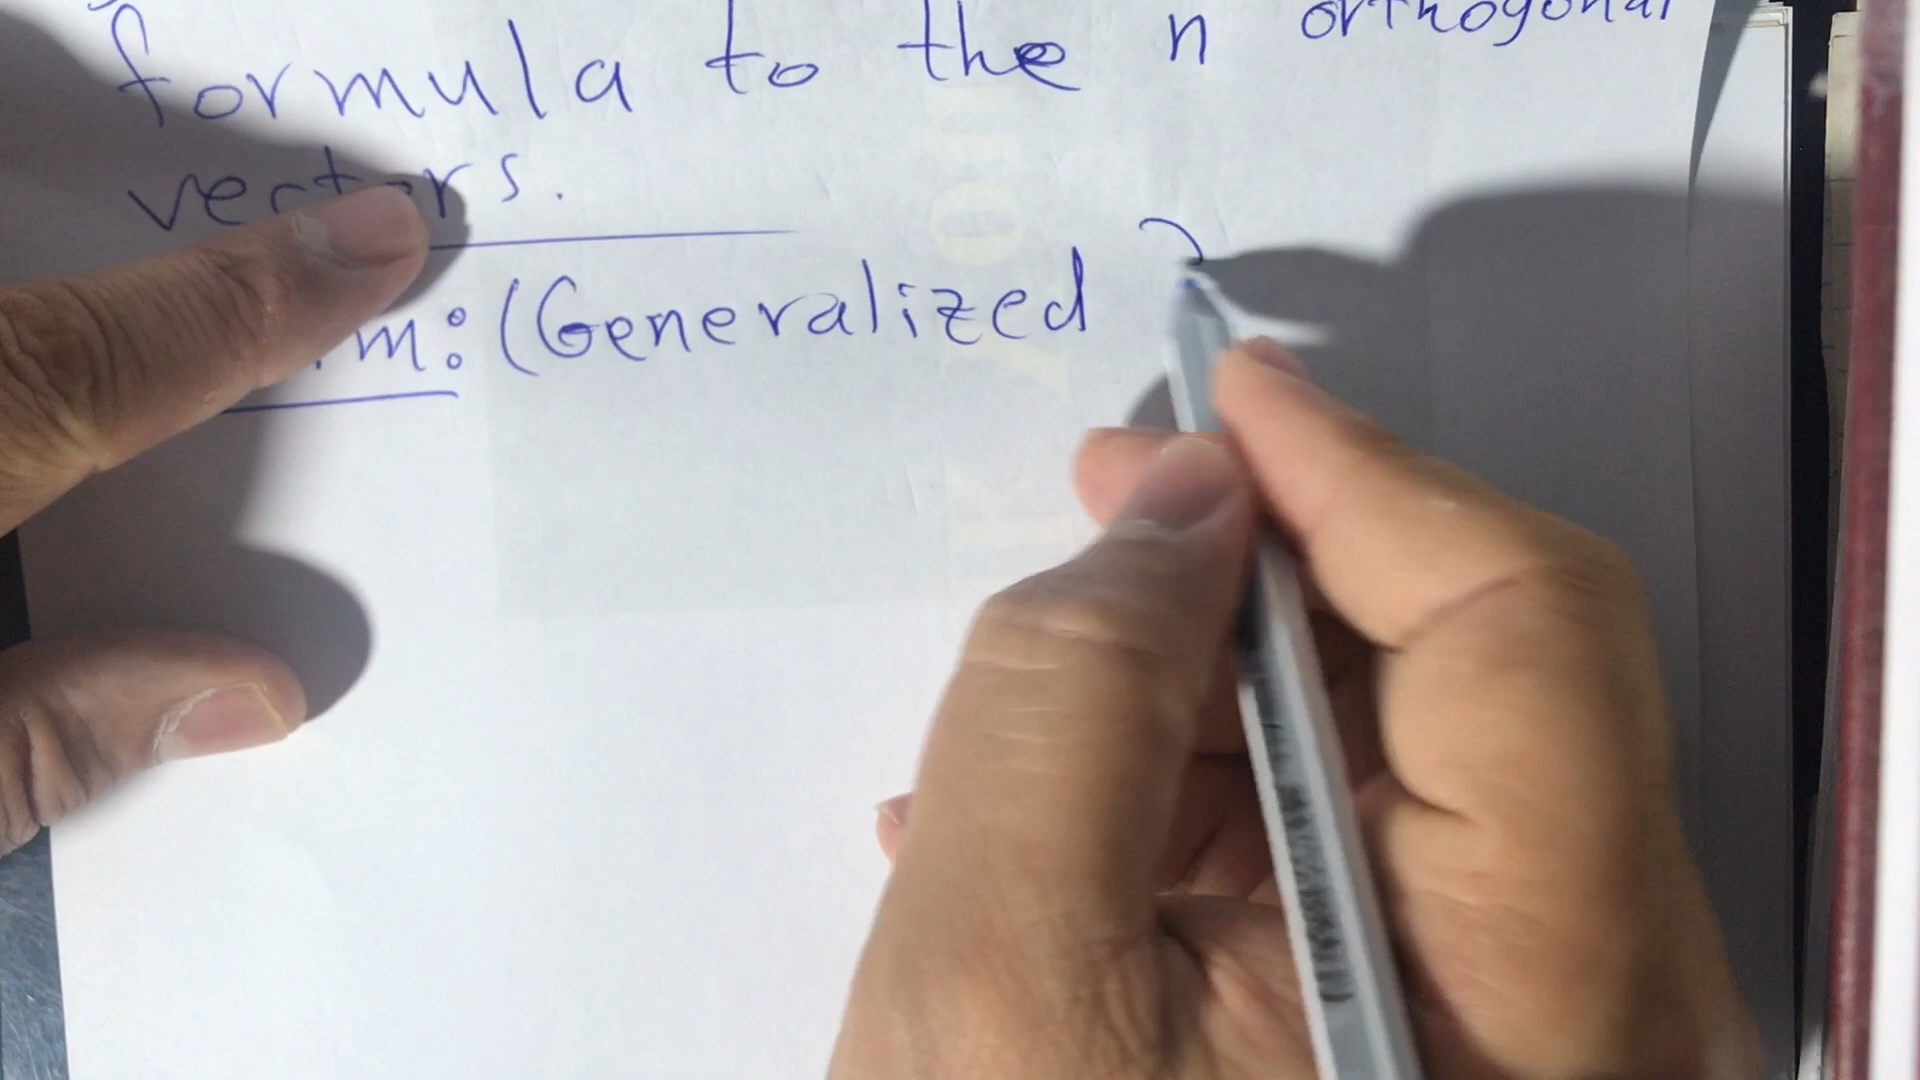 formula to the n orthogonal
vectors.
m: (Generalized